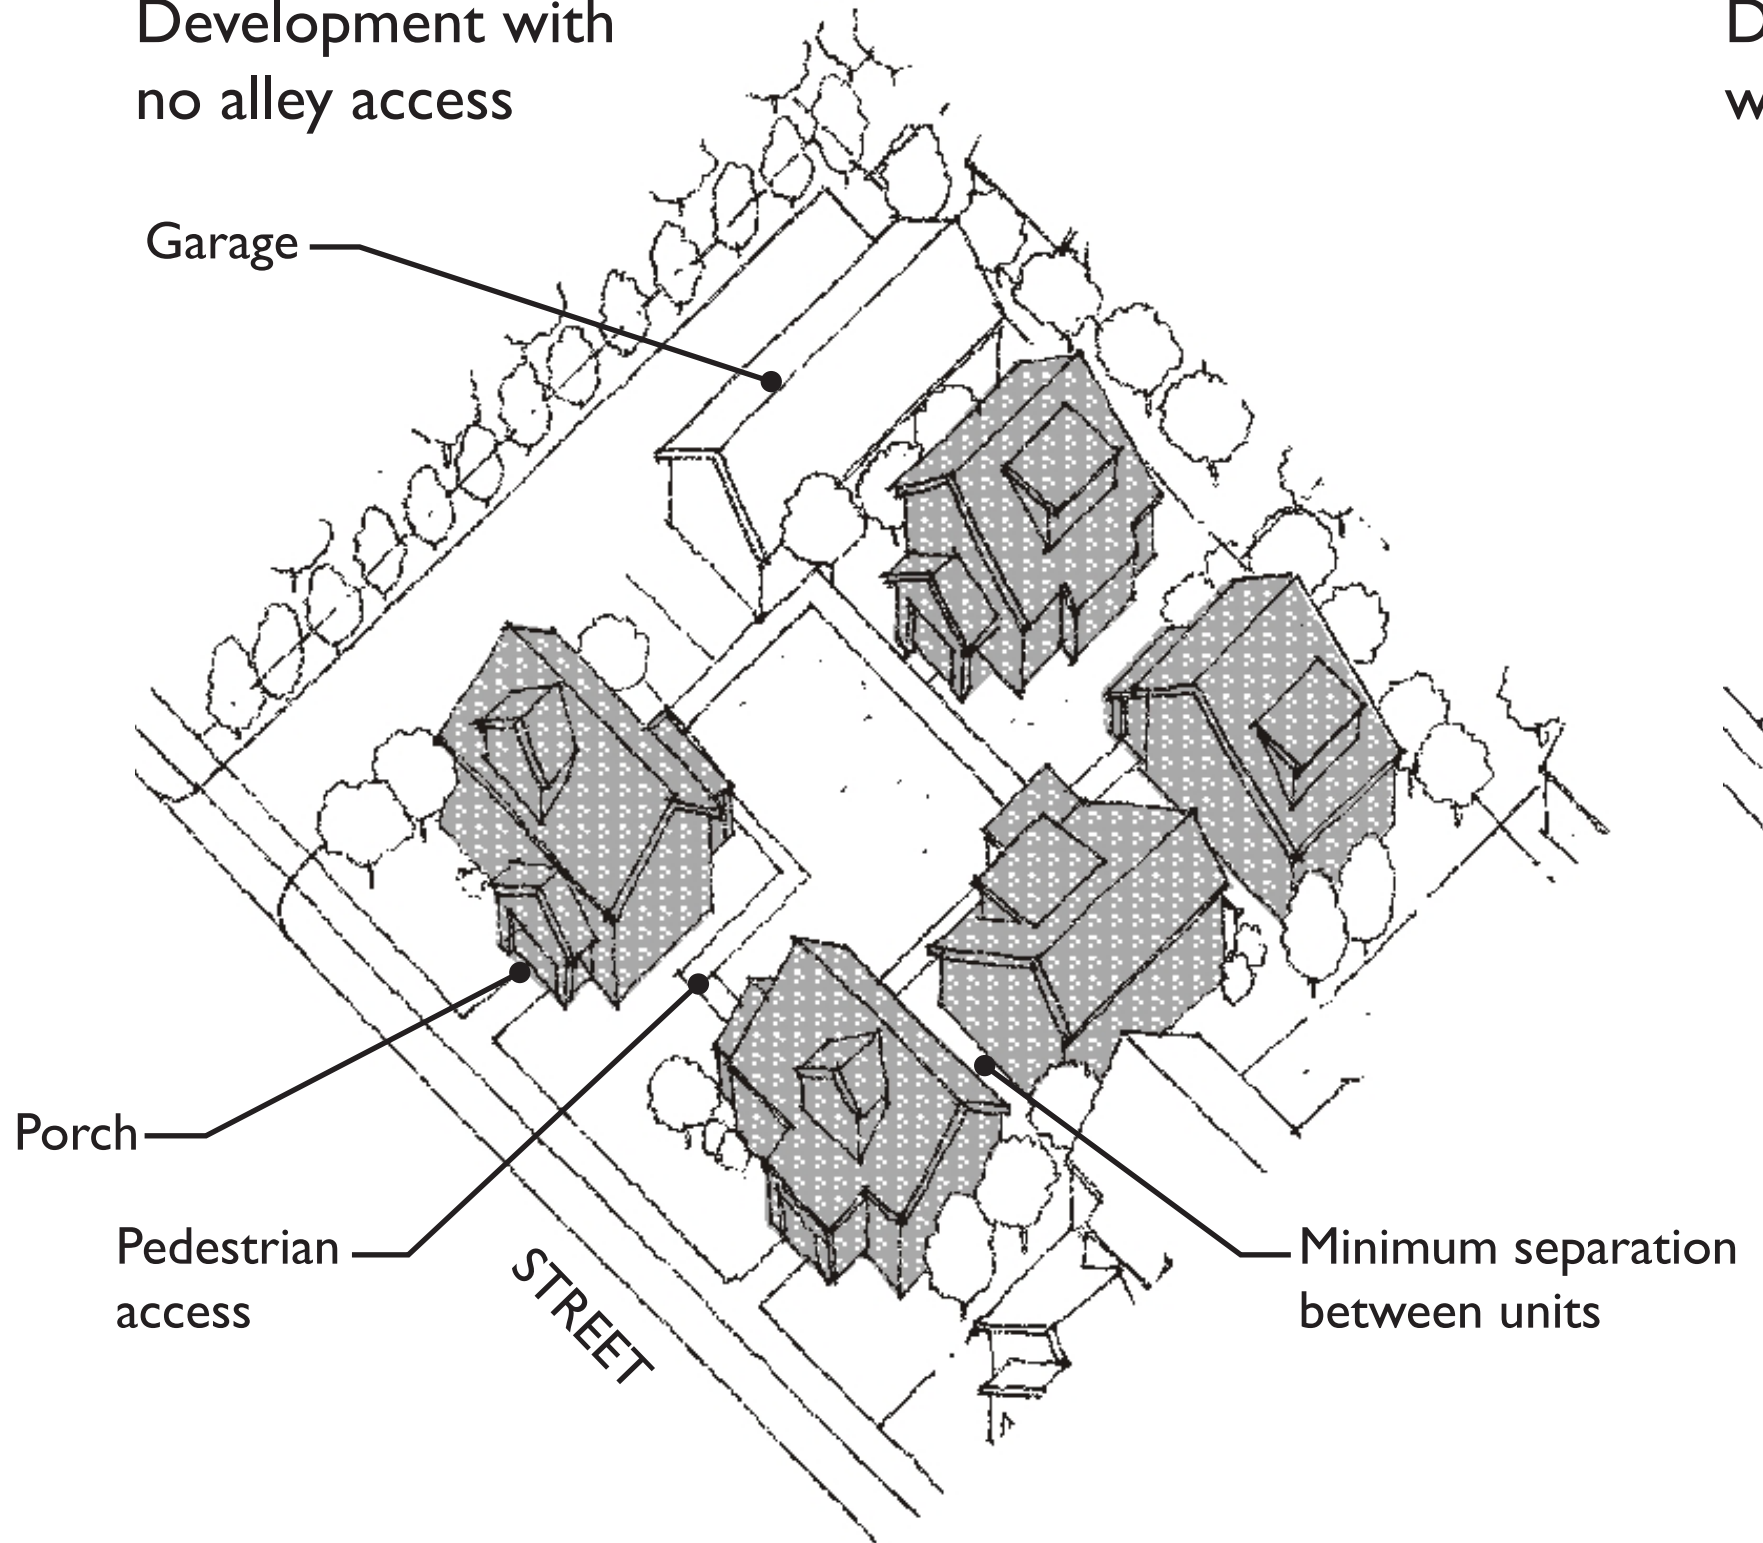 Development with
no alley access
Garage
Porch
Pedestrian
access
STREET
Minimum separation
between units